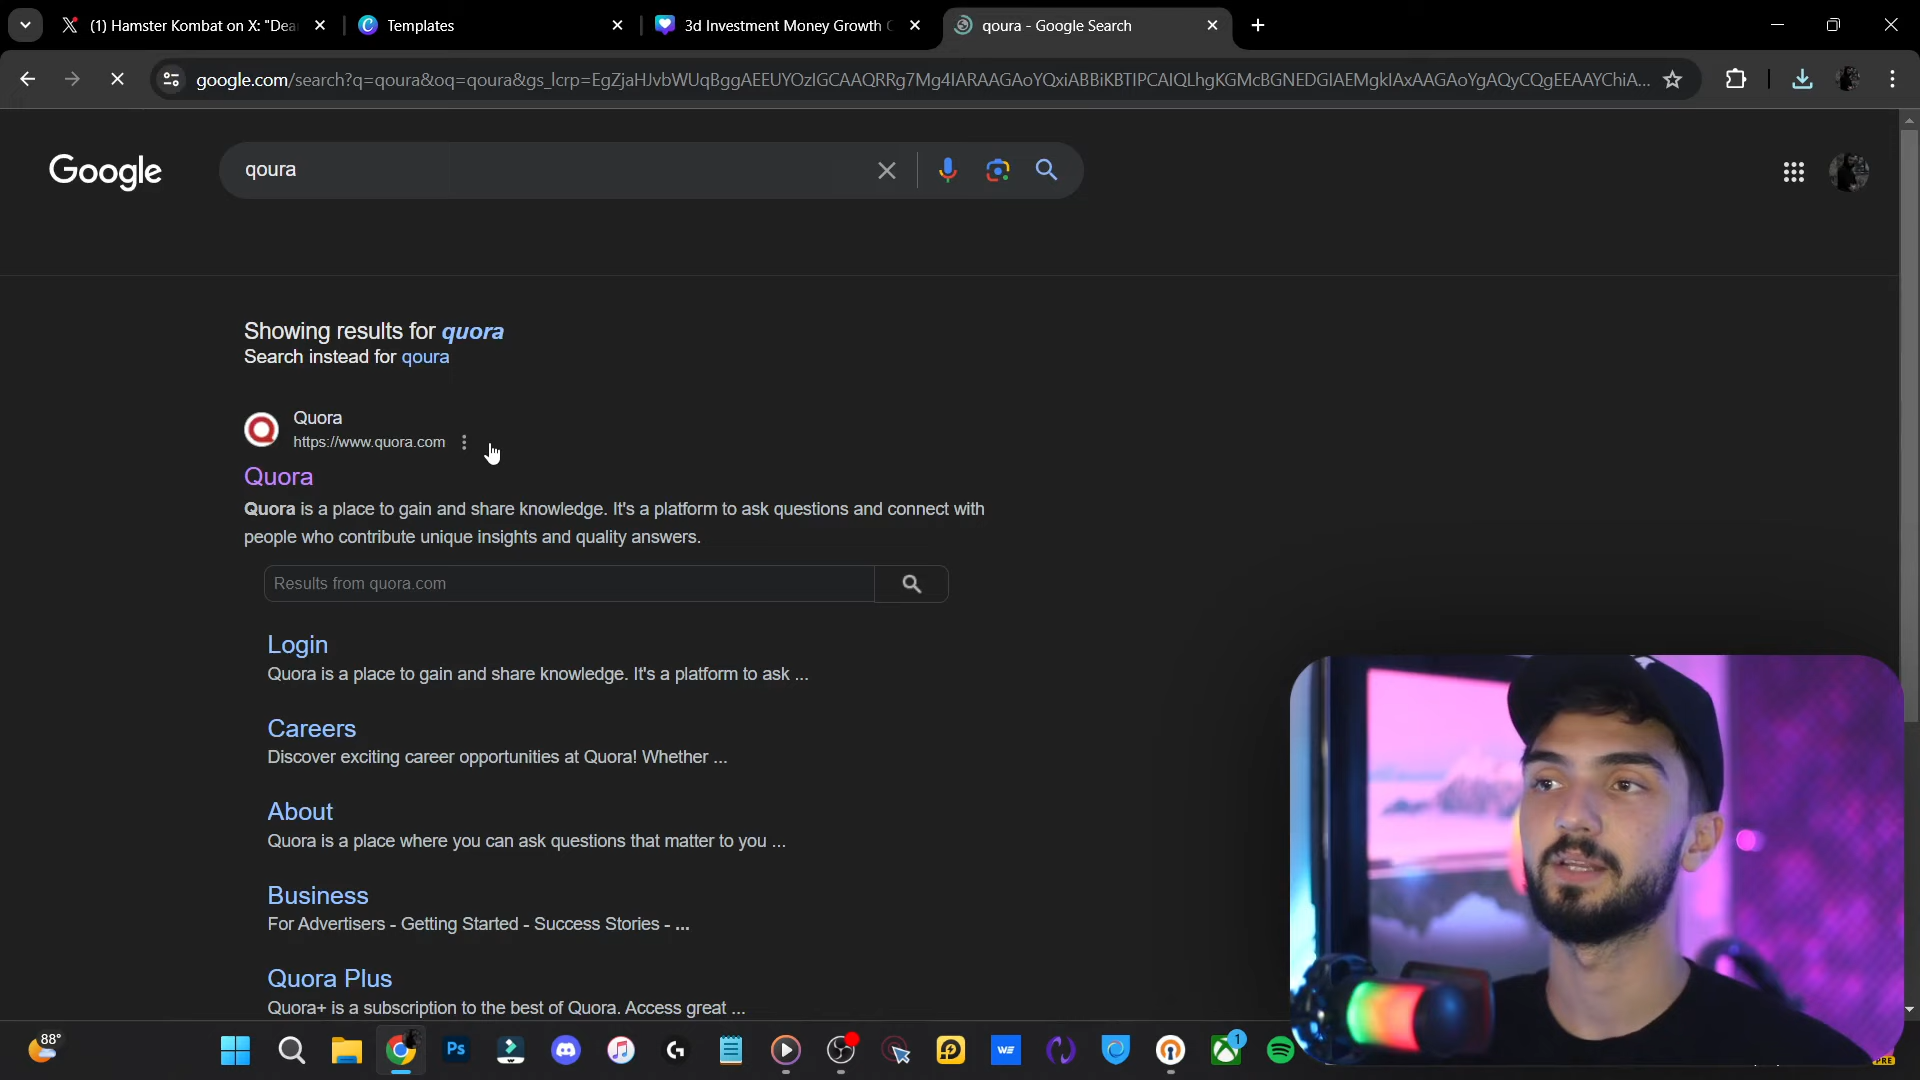 (1) Hamster Kombat on X: "Dea
Templates
3d Investment Money Growth
qoura - Google Search
google.com/search?q=qoura&oq=qoura&gs_lcrp=EgZjaHJvbWUqBggAEEUYOzIGCAAQRRg7Mg4IARAAGAoYQxiABBiKBTIPCAIQLhgKGMcBGNEDGIAEMgkIAxAAGAoYgAQyCQgEEAAYChiA...
Google
qoura
Showing results for quora
Search instead for qoura
Quora
https://www.quora.com
Quora
Quora is a place to gain and share knowledge. It's a platform to ask questions and connect with
people who contribute unique insights and quality answers.
Results from quora.com
Login
Quora is a place to gain and share knowledge. It's a platform to ask ...
Careers
Discover exciting career opportunities at Quora! Whether ...
About
Quora is a place where you can ask questions that matter to you ...
Business
For Advertisers - Getting Started - Success Stories - ...
Quora Plus
Quora+ is a subscription to the best of Quora. Access great ...
88°
Ps
WE
1
PRE